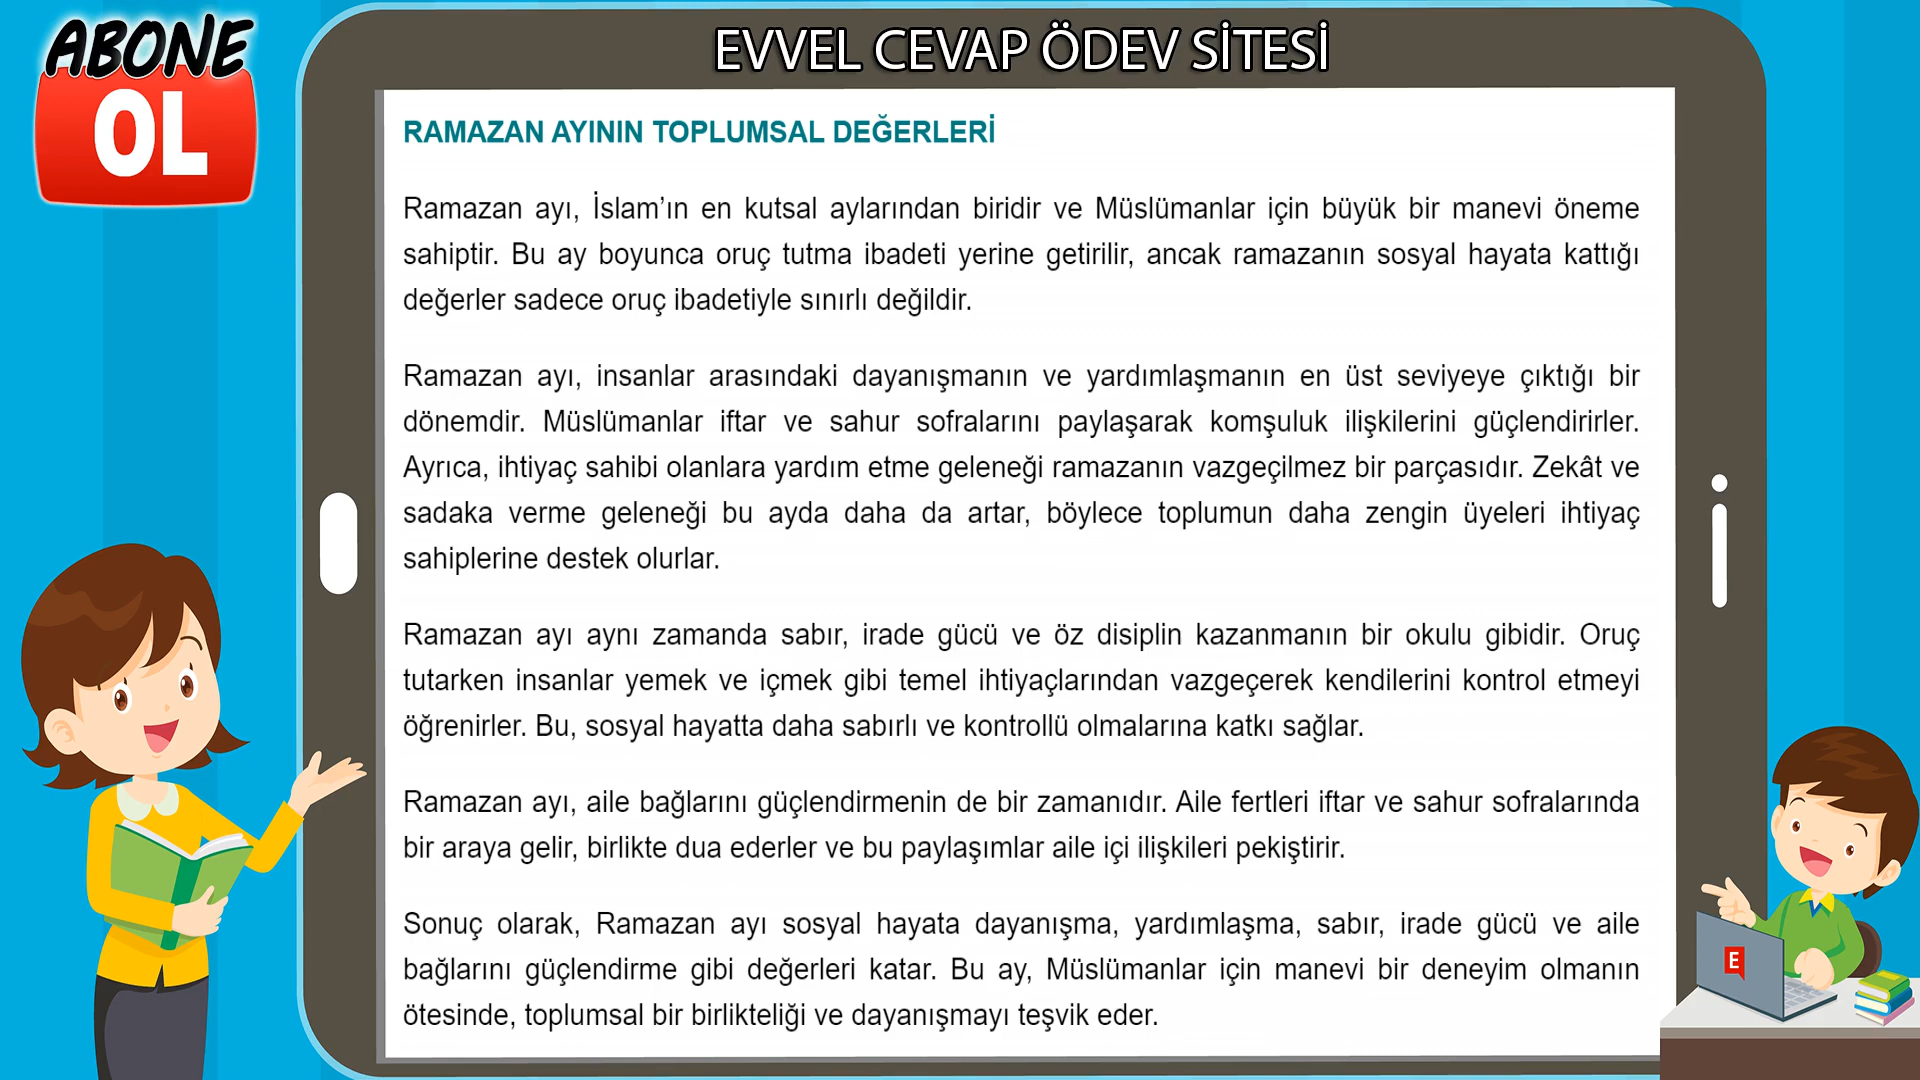 ABONE
OL
EVVEL CEVAP ÖDEV SİTESİ
RAMAZAN AYININ TOPLUMSAL DEĞERLERİ
Ramazan ayı, İslam’ın en kutsal aylarından biridir ve Müslümanlar için büyük bir manevi öneme
sahiptir. Bu ay boyunca oruç tutma ibadeti yerine getirilir, ancak ramazanın sosyal hayata kattığı
değerler sadece oruç ibadetiyle sınırlı değildir.
Ramazan ayı, insanlar arasındaki dayanışmanın ve yardımlaşmanın en üst seviyeye çıktığı bir
dönemdir. Müslümanlar iftar ve sahur sofralarını paylaşarak komşuluk ilişkilerini güçlendirirler.
Ayrıca, ihtiyaç sahibi olanlara yardım etme geleneği ramazanın vazgeçilmez bir parçasıdır. Zekât ve
sadaka verme geleneği bu ayda daha da artar, böylece toplumun daha zengin üyeleri ihtiyaç
sahiplerine destek olurlar.
Ramazan ayı aynı zamanda sabır, irade gücü ve öz disiplin kazanmanın bir okulu gibidir. Oruç
tutarken insanlar yemek ve içmek gibi temel ihtiyaçlarından vazgeçerek kendilerini kontrol etmeyi
öğrenirler. Bu, sosyal hayatta daha sabırlı ve kontrollü olmalarına katkı sağlar.
Ramazan ayı, aile bağlarını güçlendirmenin de bir zamanıdır. Aile fertleri iftar ve sahur sofralarında
bir araya gelir, birlikte dua ederler ve bu paylaşımlar aile içi ilişkileri pekiştirir.
Sonuç olarak, Ramazan ayı sosyal hayata dayanışma, yardımlaşma, sabır, irade gücü ve aile
bağlarını güçlendirme gibi değerleri katar. Bu ay, Müslümanlar için manevi bir deneyim olmanın
ötesinde, toplumsal bir birlikteliği ve dayanışmayı teşvik eder.
E